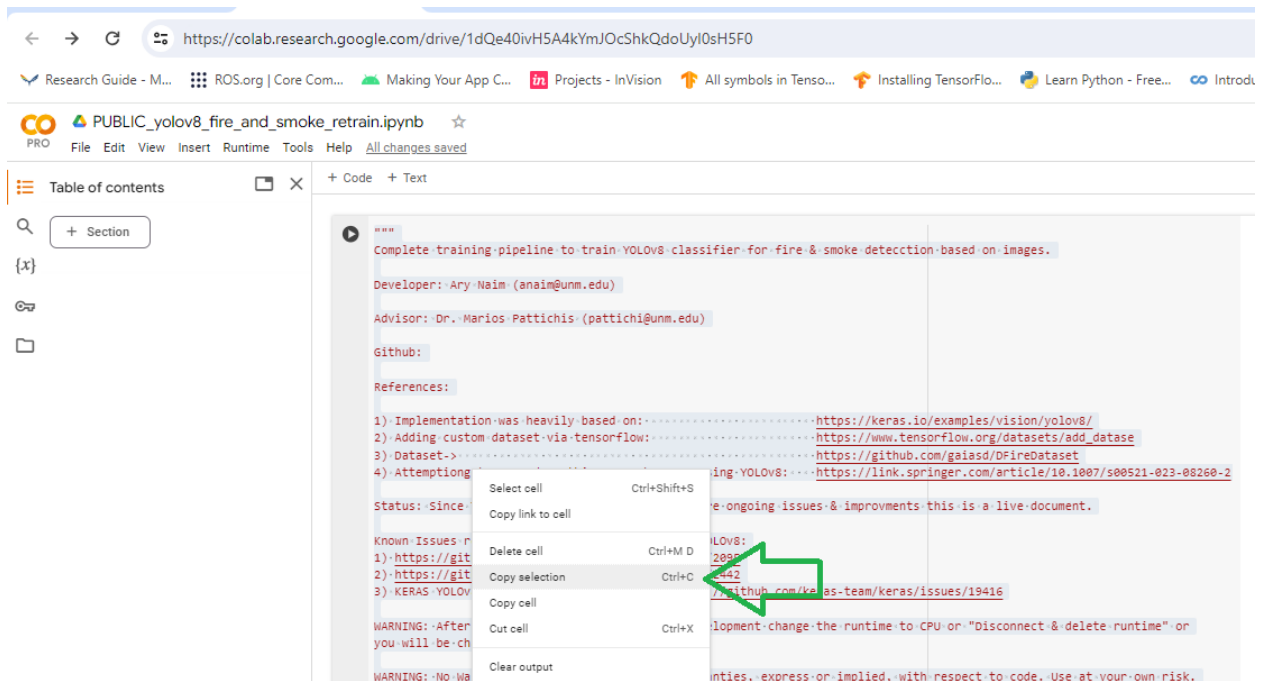 https://colab.research.google.com/drive/1dQe40ivH5A4kYmJOcShkQdoUyI0sH5F0
Research Guide - M... ROS.org | Core Com... Making Your App C... in Projects - InVision All symbols in Tenso... Installing TensorFlo... Learn Python - Free... Introdu
CO PUBLIC_yolov8_fire_and_smoke_retrain.ipynb
PRO File Edit View Insert Runtime Tools Help All changes saved
Table of contents
+ Code + Text
+ Section
{x}
"""
Complete training pipeline to train YOLOv8 classifier for fire & smoke detecction based on images.
Developer: Ary Naim (anaim@unm.edu)
Advisor: Dr. Marios Pattichis (pattichi@unm.edu)
Github:
References:
1) Implementation was heavily based on: https://keras.io/examples/vision/yolov8/
2) Adding custom dataset via tensorflow: https://www.tensorflow.org/datasets/add_datase
3) Dataset-> https://github.com/gaiasd/DFireDataset
4) Attemptiong sing YOLOv8: https://link.springer.com/article/10.1007/s00521-023-08260-2
Select cell Ctrl+Shift+S
Status: Since e ongoing issues & improvments this is a live document.
Copy link to cell
Known Issues r LOv8:
Delete cell Ctrl+M D
1) https://git 
2) https://git 2442
Copy selection Ctrl+C
3) KERAS YOLOv github.com/keras-team/keras/issues/19416
Copy cell
WARNING: After lopment change the runtime to CPU or "Disconnect & delete runtime" or
Cut cell Ctrl+X
you will be ch
Clear output
WARNING: No wa nties, express or implied, with respect to code. Use at your own risk.